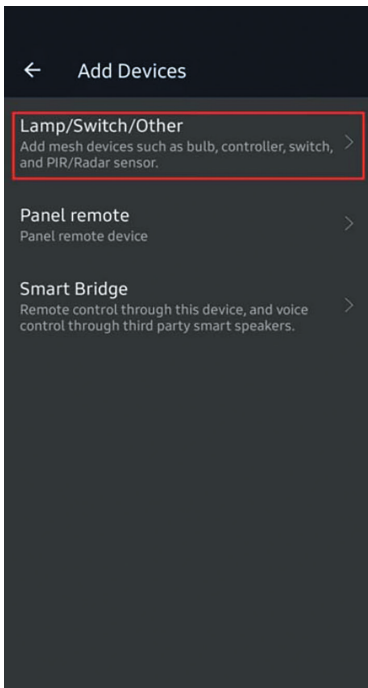 Add Devices
Lamp/Switch/Other
Add mesh devices such as bulb, controller, switch,
and PIR/Radar sensor.
Panel remote
Panel remote device
Smart Bridge
Remote control through this device, and voice
control through third party smart speakers.